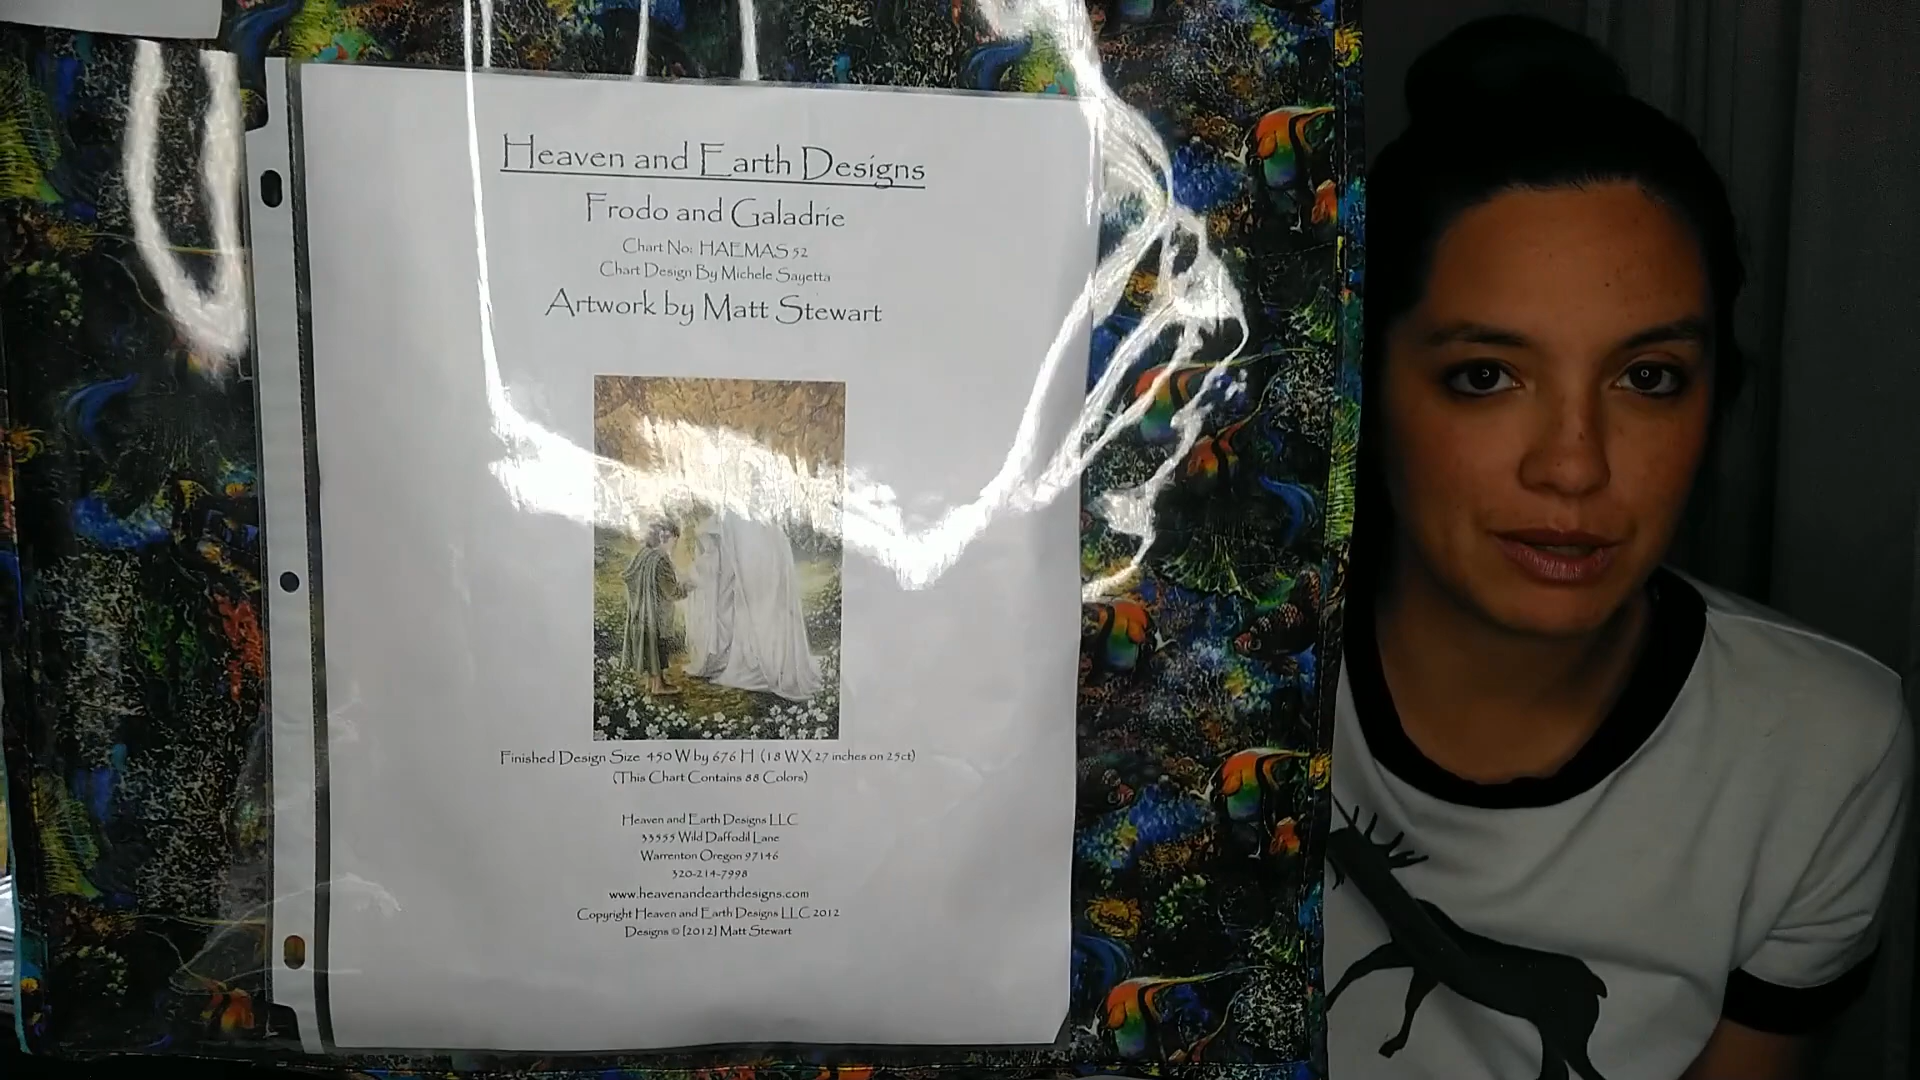 Heaven and Earth Designs
Frodo and Galadrie
Chart No: HAEMAS 52
Chart Design By Michele Sayetta
Artwork by Matt Stewart
Finished Design Size 450 W by 676 H (18 W X 27 inches on 25ct)
(This Chart Contains 88 Colors)
Heaven and Earth Designs LLC
33555 Wild Daffodil Lane
Warrenton Oregon 97146
320-214-7998
www.heavenandearthdesigns.com
Copyright Heaven and Earth Designs LLC 2012
Designs © [2012] Matt Stewart